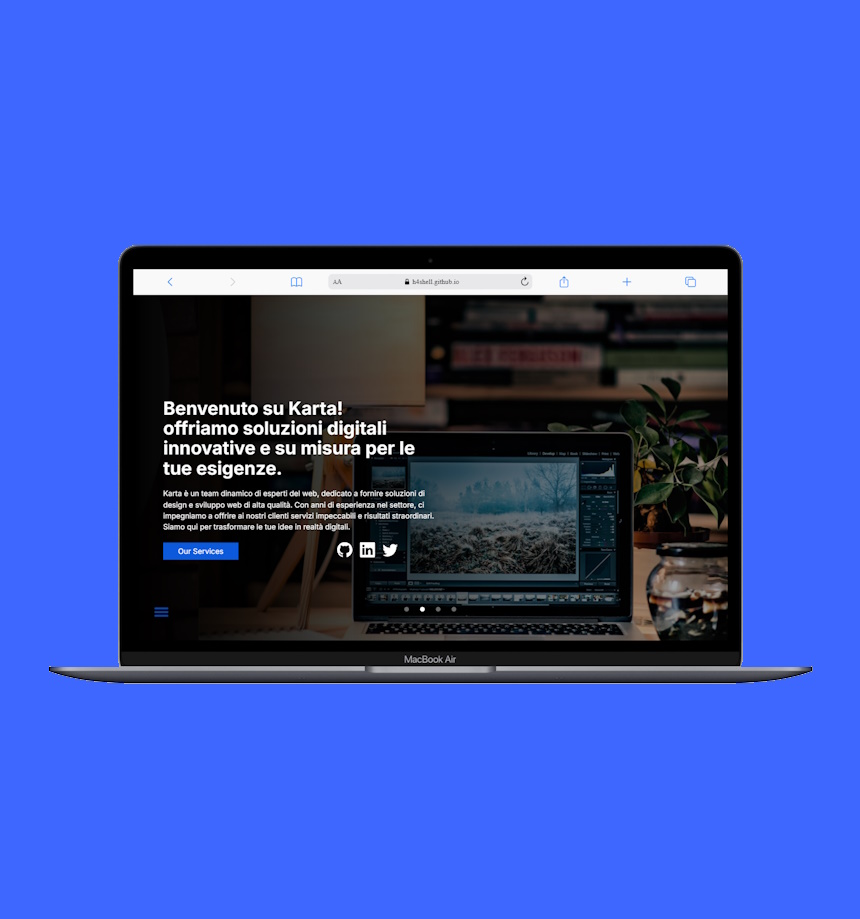 AA
h4shell.github.io
Benvenuto su Karta!
offriamo soluzioni digitali
innovative e su misura per le
tue esigenze.
Karta è un team dinamico di esperti del web, dedicato a fornire soluzioni di
design e sviluppo web di alta qualità. Con anni di esperienza nel settore, ci
impegniamo a offrire ai nostri clienti servizi impeccabili e risultati straordinari.
Siamo qui per trasformare le tue idee in realtà digitali.
Our Services
in
MacBook Air